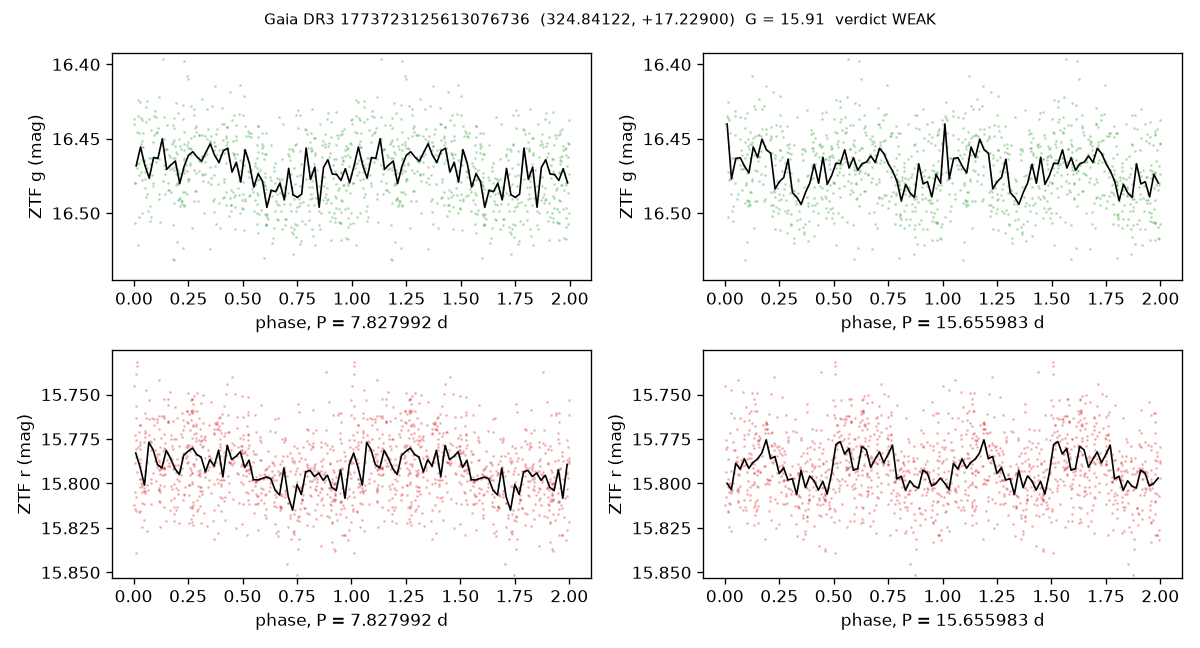 Gaia DR3 1773723125613076736 (324.84122, +17.22900) G = 15.91 verdict WEAK
ZTF g (mag)
16.40
16.45
16.50
0.00 0.25 0.50 0.75 1.00 1.25 1.50 1.75 2.00
phase, P = 7.827992 d
ZTF g (mag)
16.40
16.45
16.50
0.00 0.25 0.50 0.75 1.00 1.25 1.50 1.75 2.00
phase, P = 15.655983 d
ZTF r (mag)
15.750
15.775
15.800
15.825
15.850
0.00 0.25 0.50 0.75 1.00 1.25 1.50 1.75 2.00
phase, P = 7.827992 d
ZTF r (mag)
15.750
15.775
15.800
15.825
15.850
0.00 0.25 0.50 0.75 1.00 1.25 1.50 1.75 2.00
phase, P = 15.655983 d